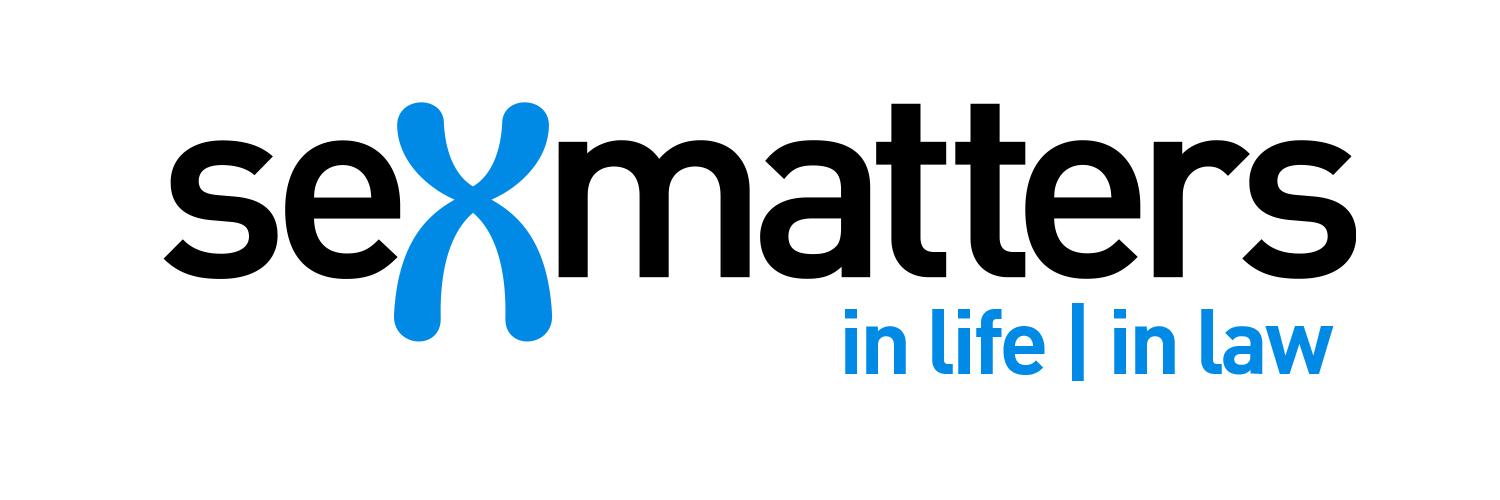 sexmatters
in life | in law